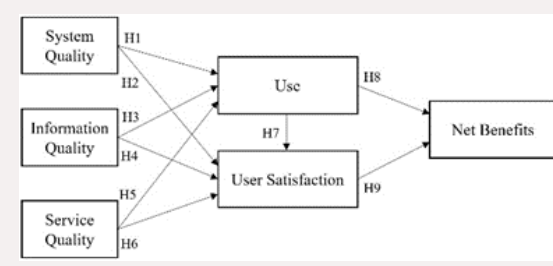 System
Quality
H1
H2
Use
H8
H3
Information
Quality
H4
H7
Net Benefits
User Satisfaction
H5
H9
Service
Quality
H6